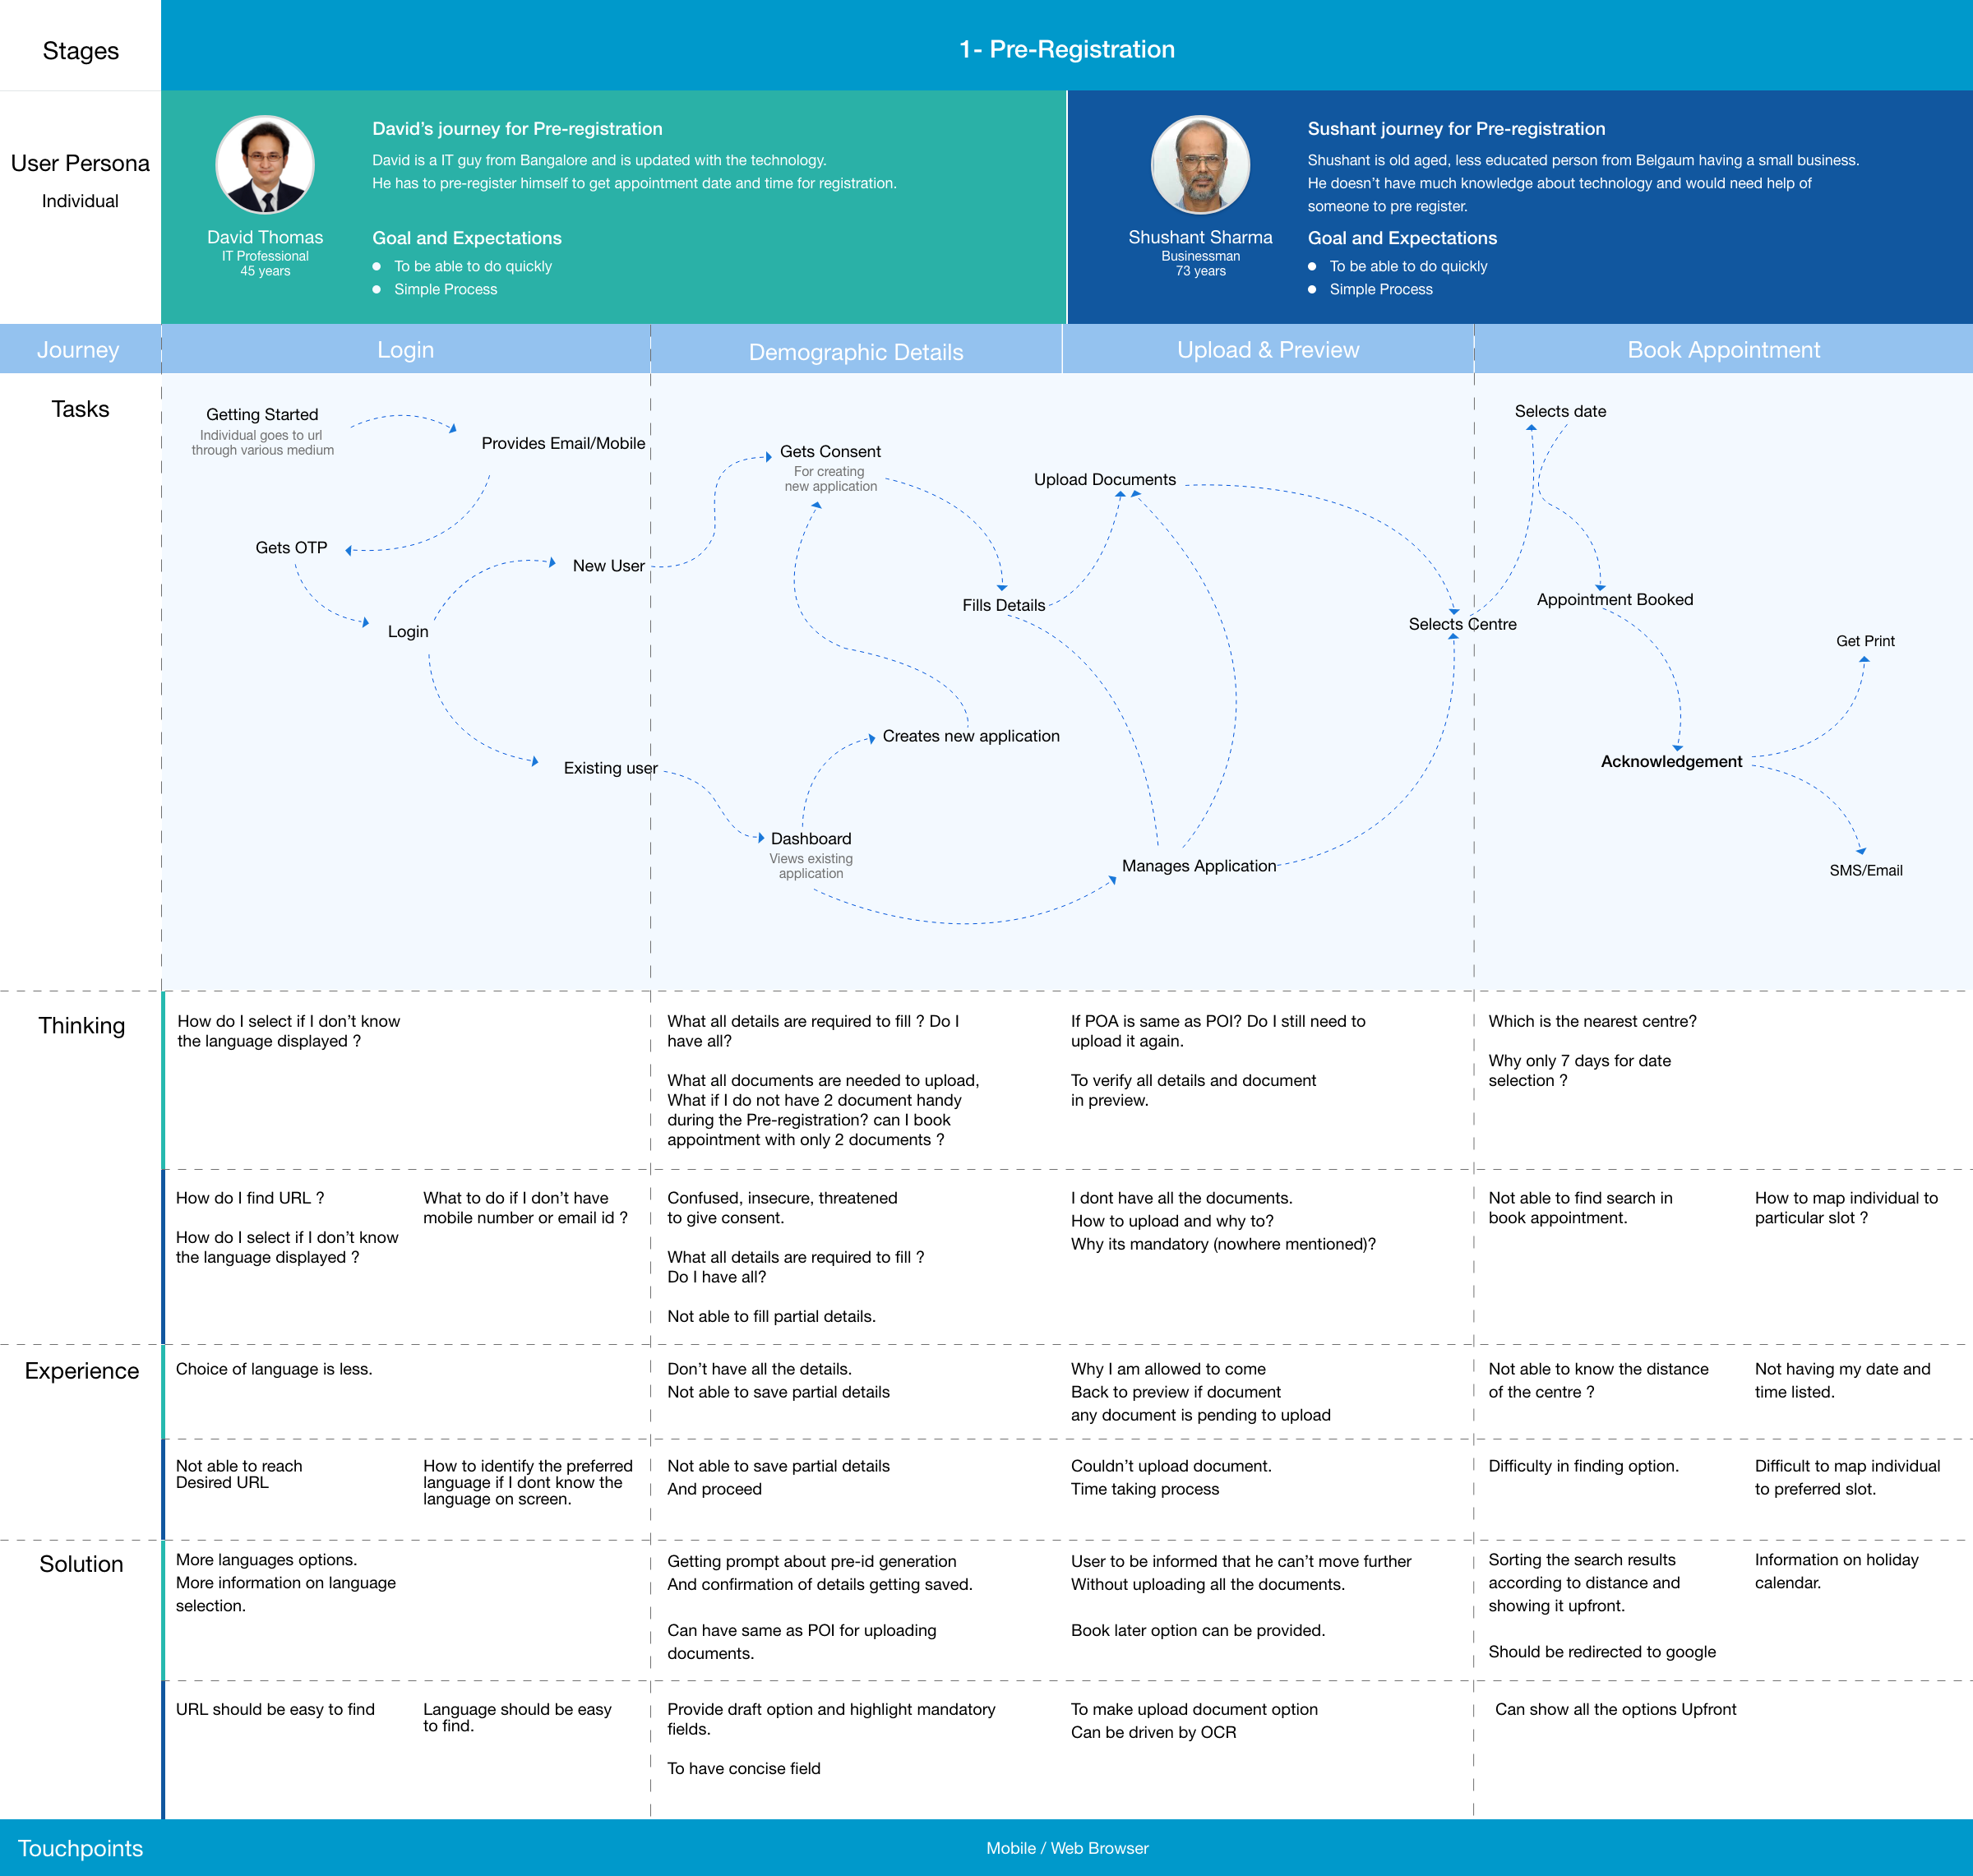 Stages
1- Pre-Registration
User Persona
Individual
David Thomas
IT Professional
45 years
David’s journey for Pre-registration
David is a IT guy from Bangalore and is updated with the technology.
He has to pre-register himself to get appointment date and time for registration.
Goal and Expectations
To be able to do quickly
Simple Process
Shushant Sharma
Businessman
73 years
Sushant journey for Pre-registration
Shushant is old aged, less educated person from Belgaum having a small business.
He doesn’t have much knowledge about technology and would need help of
someone to pre register.
Goal and Expectations
To be able to do quickly
Simple Process
Journey
Login
Demographic Details
Upload & Preview
Book Appointment
Tasks
Getting Started
Individual goes to url
through various medium
Provides Email/Mobile
Gets OTP
Login
New User
Existing user
Gets Consent
For creating
new application
Fills Details
Creates new application
Dashboard
Views existing
application
Upload Documents
Manages Application
Selects Centre
Selects date
Appointment Booked
Acknowledgement
Get Print
SMS/Email
Thinking
How do I select if I don’t know
the language displayed ?
What all details are required to fill ? Do I
have all?
What all documents are needed to upload,
What if I do not have 2 document handy
during the Pre-registration? can I book
appointment with only 2 documents ?
If POA is same as POI? Do I still need to
upload it again.
To verify all details and document
in preview.
Which is the nearest centre?
Why only 7 days for date
selection ?
How do I find URL ?
How do I select if I don’t know
the language displayed ?
What to do if I don’t have
mobile number or email id ?
Confused, insecure, threatened
to give consent.
What all details are required to fill ?
Do I have all?
Not able to fill partial details.
I dont have all the documents.
How to upload and why to?
Why its mandatory (nowhere mentioned)?
Not able to find search in
book appointment.
How to map individual to
particular slot ?
Experience
Choice of language is less.
Don’t have all the details.
Not able to save partial details
Why I am allowed to come
Back to preview if document
any document is pending to upload
Not able to know the distance
of the centre ?
Not having my date and
time listed.
Not able to reach
Desired URL
How to identify the preferred
language if I dont know the
language on screen.
Not able to save partial details
And proceed
Couldn’t upload document.
Time taking process
Difficulty in finding option.
Difficult to map individual
to preferred slot.
Solution
More languages options.
More information on language
selection.
Getting prompt about pre-id generation
And confirmation of details getting saved.
Can have same as POI for uploading
documents.
User to be informed that he can’t move further
Without uploading all the documents.
Book later option can be provided.
Sorting the search results
according to distance and
showing it upfront.
Should be redirected to google
Information on holiday
calendar.
URL should be easy to find
Language should be easy
to find.
Provide draft option and highlight mandatory
fields.
To have concise field
To make upload document option
Can be driven by OCR
Can show all the options Upfront
Touchpoints
Mobile / Web Browser